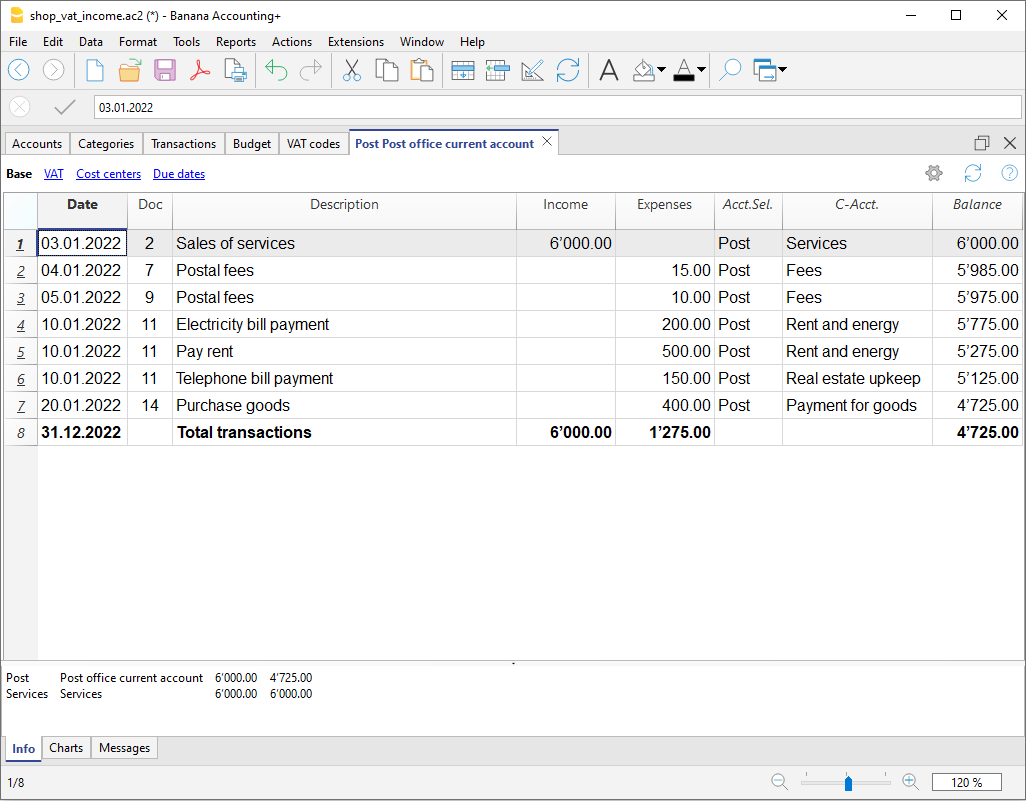 shop_vat_income.ac2 (*) - Banana Accounting+
File Edit Data Format Tools Reports Actions Extensions Window Help
03.01.2022
Accounts Categories Transactions Budget VAT codes Post Post office current account
Base VAT Cost centers Due dates
Date Doc Description Income Expenses Acct.Sel. C-Acct. Balance
1 03.01.2022 2 Sales of services 6'000.00 Post Services 6'000.00
2 04.01.2022 7 Postal fees 15.00 Post Fees 5'985.00
3 05.01.2022 9 Postal fees 10.00 Post Fees 5'975.00
4 10.01.2022 11 Electricity bill payment 200.00 Post Rent and energy 5'775.00
5 10.01.2022 11 Pay rent 500.00 Post Rent and energy 5'275.00
6 10.01.2022 11 Telephone bill payment 150.00 Post Real estate upkeep 5'125.00
7 20.01.2022 14 Purchase goods 400.00 Post Payment for goods 4'725.00
8 31.12.2022 Total transactions 6'000.00 1'275.00 4'725.00
Post Post office current account 6'000.00 4'725.00
Services Services 6'000.00 6'000.00
Info Charts Messages
1/8 120 %